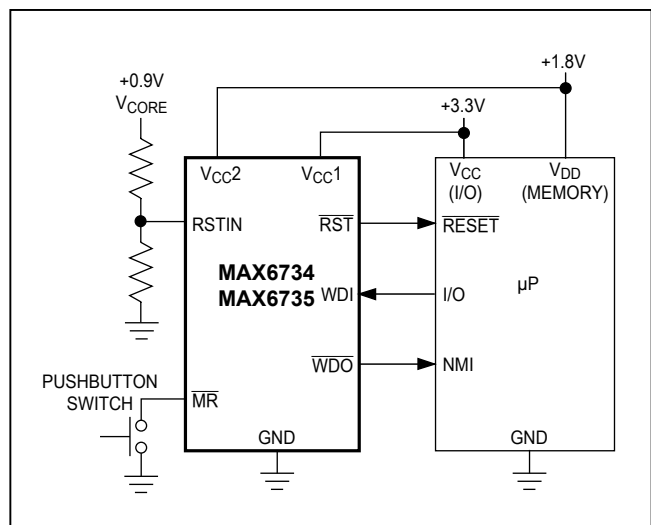 +1.8V
+0.9V
VCORE
+3.3V
VCC2
VCC1
VCC
(I/O)
VDD
(MEMORY)
RSTIN
RST
RESET
MAX6734
MAX6735
WDI
I/O
µP
WDO
NMI
PUSHBUTTON
SWITCH
MR
GND
GND